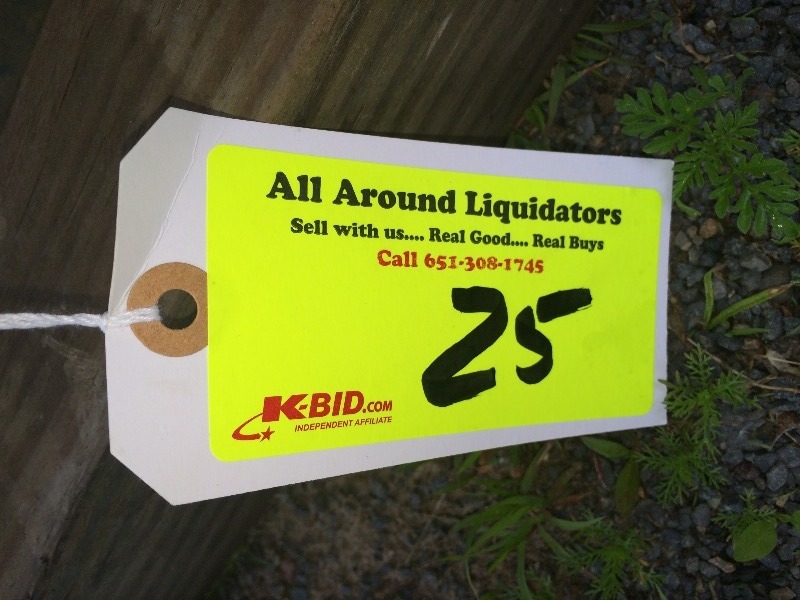 All Around Liquidators
Sell with us.... Real Good.... Real Buys
Call 651-308-1745
25
K-BID.COM
INDEPENDENT AFFILIATE